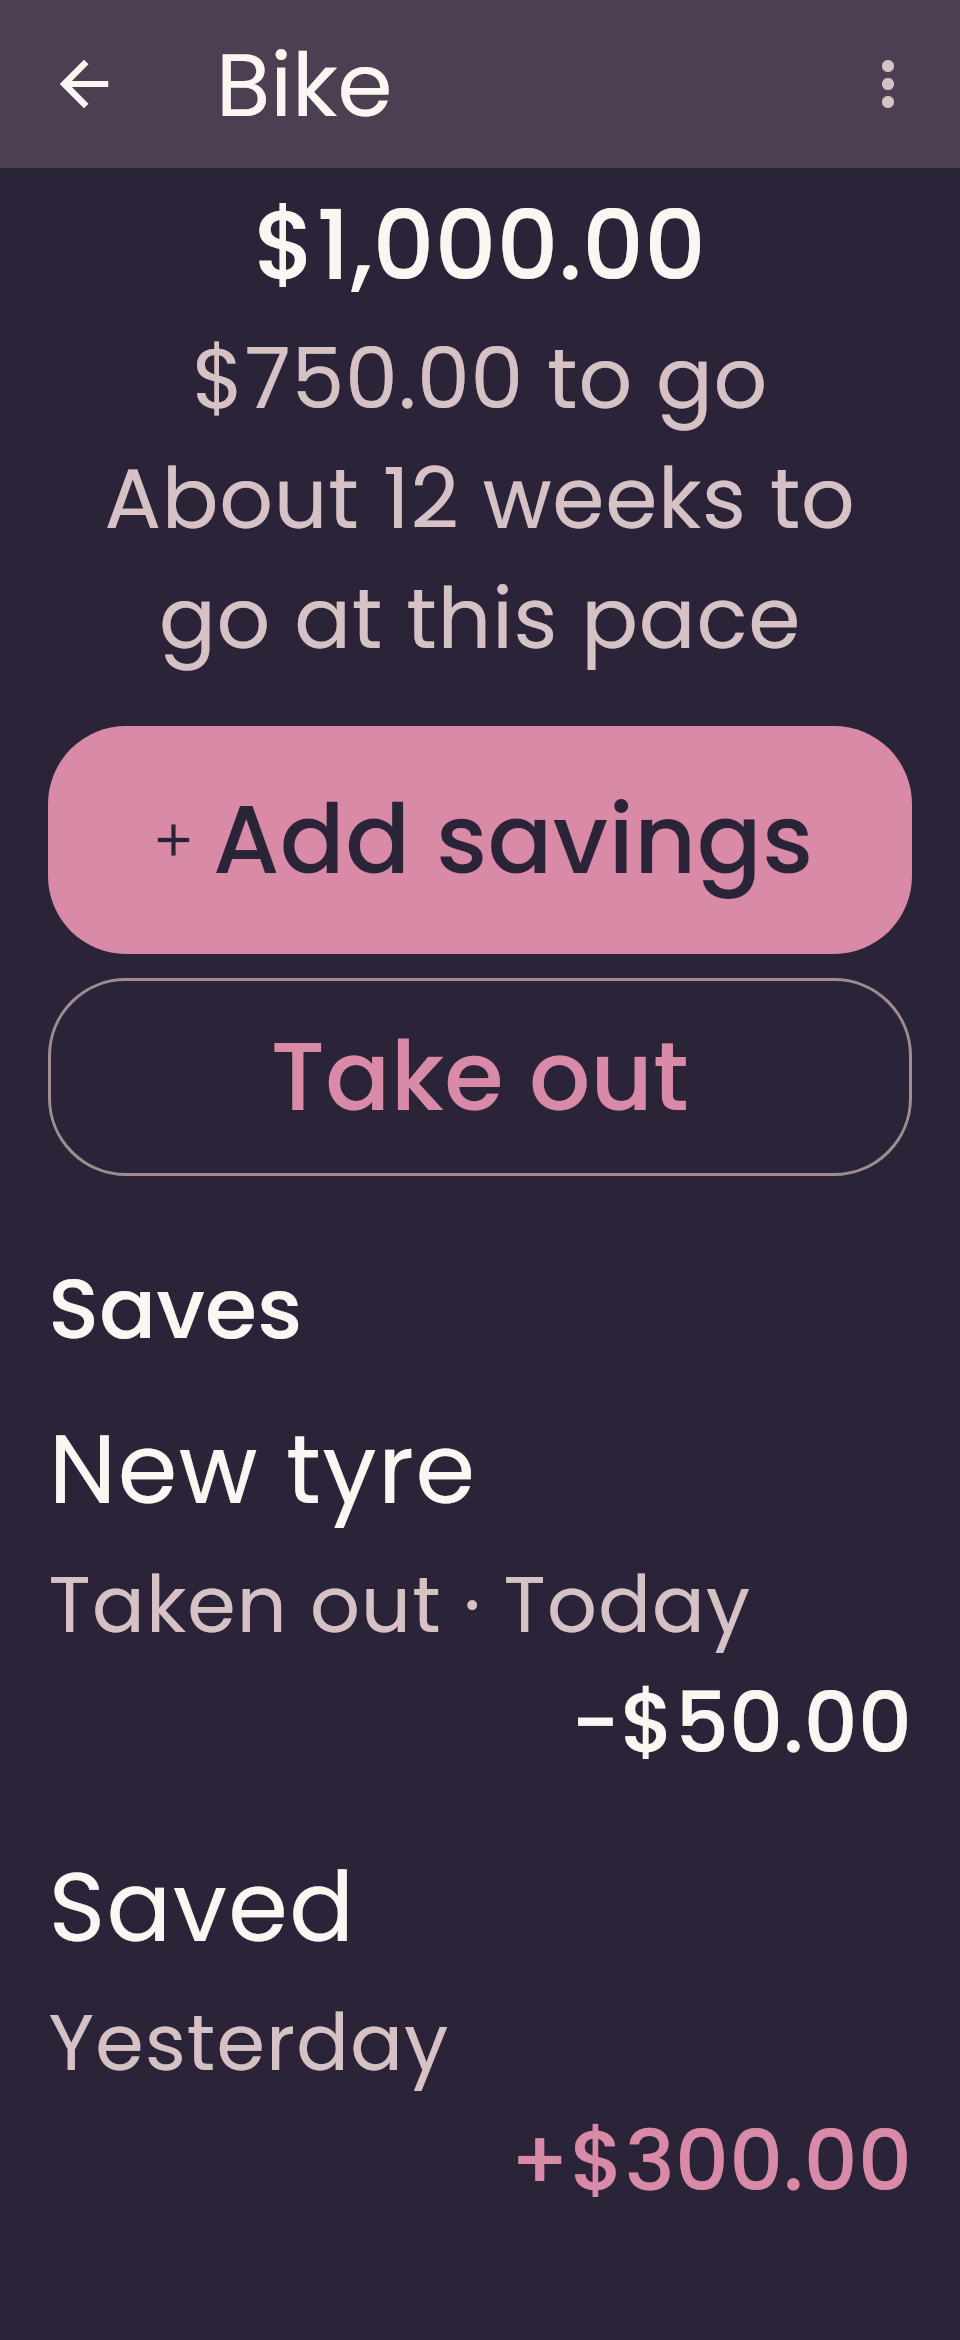 Bike
$1,000.00
$750.00 to go
About 12 weeks to
go at this pace
+ Add savings
Take out
Saves
New tyre
Taken out · Today
-$50.00
Saved
Yesterday
+$300.00